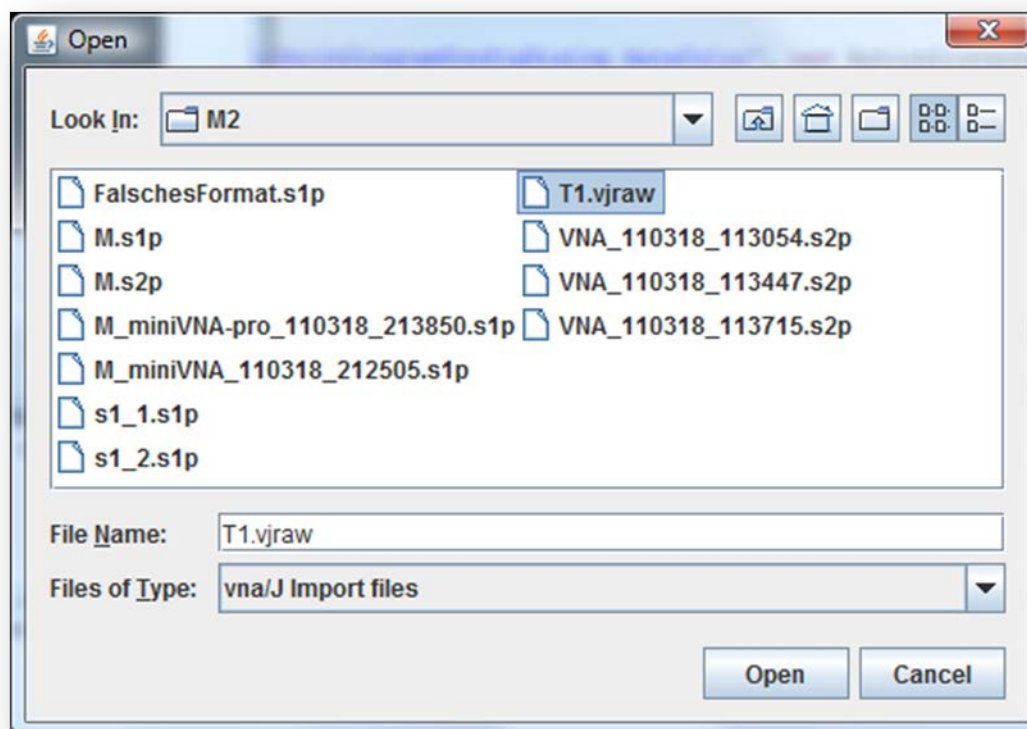 Open
Look In: M2
FalschesFormat.s1p
M.s1p
M.s2p
M_miniVNA-pro_110318_213850.s1p
M_miniVNA_110318_212505.s1p
s1_1.s1p
s1_2.s1p
T1.vjraw
VNA_110318_113054.s2p
VNA_110318_113447.s2p
VNA_110318_113715.s2p
File Name: T1.vjraw
Files of Type: vna/J Import files
Open Cancel